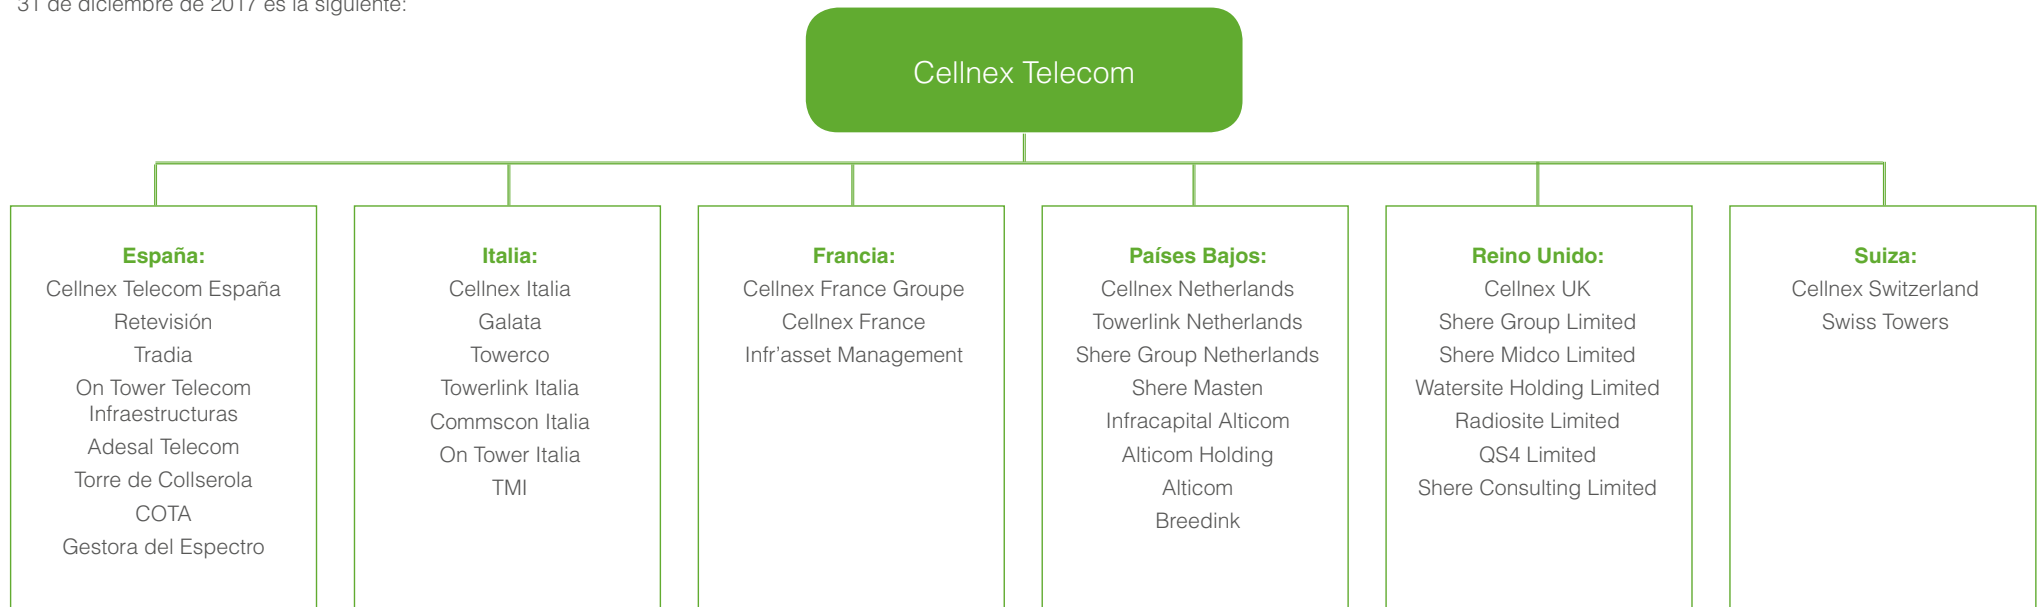 31 de diciembre de 2017 es la siguiente:
Cellnex Telecom
España:
Cellnex Telecom España
Retevisión
Tradia
On Tower Telecom
Infraestructuras
Adesal Telecom
Torre de Collserola
COTA
Gestora del Espectro
Italia:
Cellnex Italia
Galata
Towerco
Towerlink Italia
Commscon Italia
On Tower Italia
TMI
Francia:
Cellnex France Groupe
Cellnex France
Infr’asset Management
Países Bajos:
Cellnex Netherlands
Towerlink Netherlands
Shere Group Netherlands
Shere Masten
Infracapital Alticom
Alticom Holding
Alticom
Breedink
Reino Unido:
Cellnex UK
Shere Group Limited
Shere Midco Limited
Watersite Holding Limited
Radiosite Limited
QS4 Limited
Shere Consulting Limited
Suiza:
Cellnex Switzerland
Swiss Towers